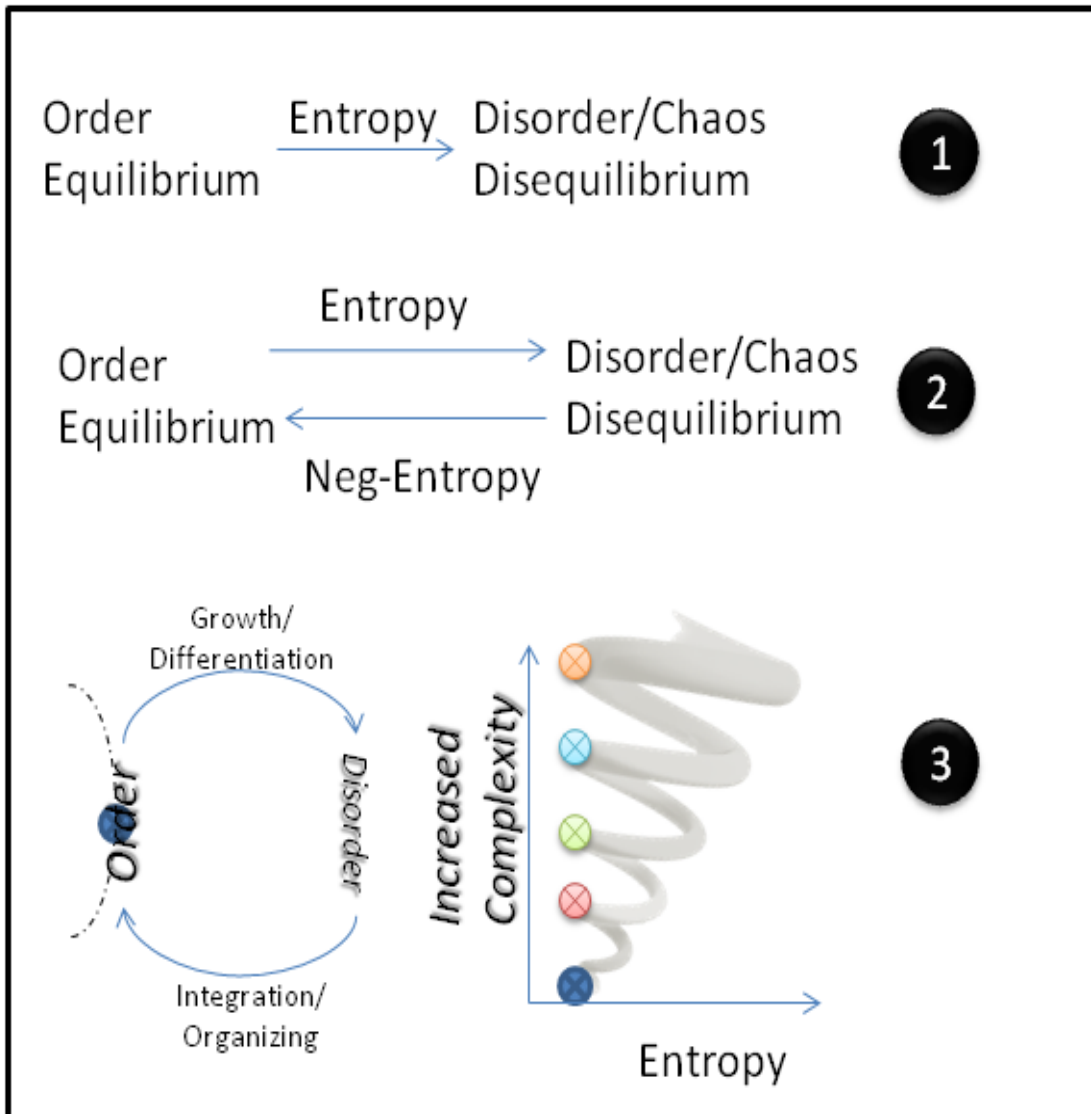 Order
Equilibrium
Entropy
Disorder/Chaos
Disequilibrium
1
Entropy
Order
Equilibrium
Disorder/Chaos
Disequilibrium
Neg-Entropy
2
Growth/
Differentiation
Order
Disorder
Integration/
Organizing
Increased
Complexity
Entropy
3